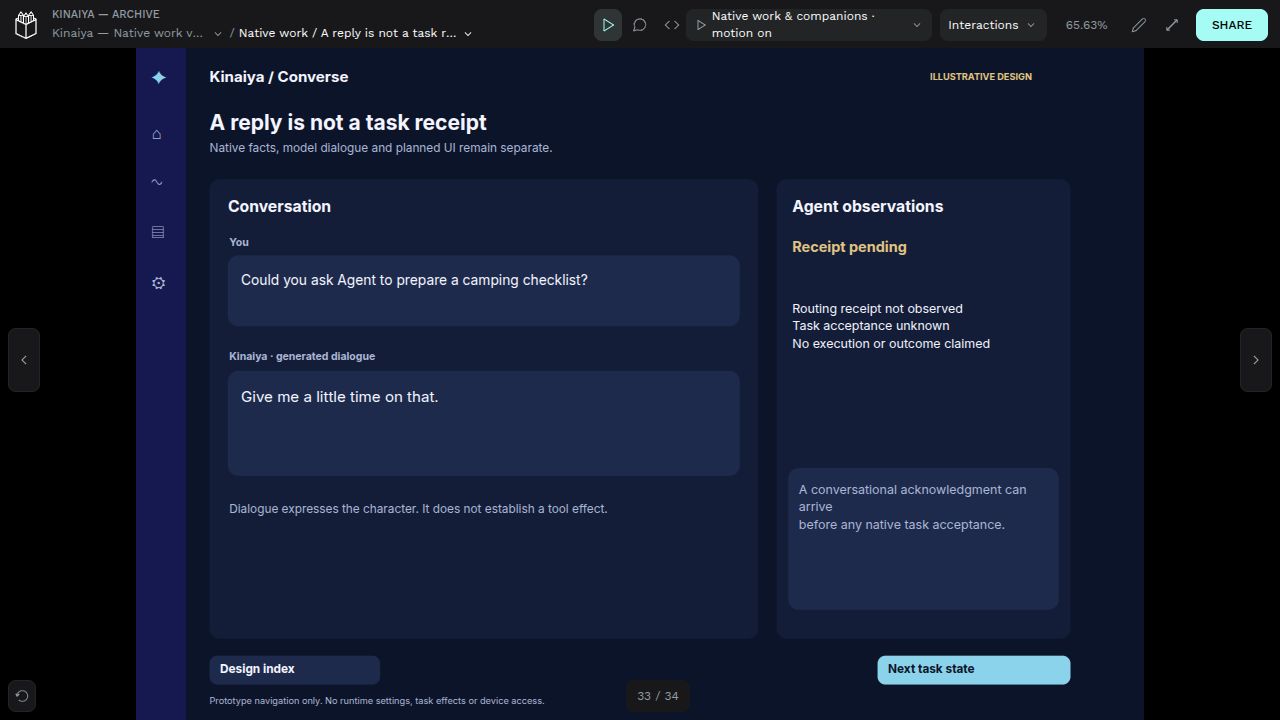 KINAIYA — ARCHIVE
Kinaiya — Native work v...
/ Native work / A reply is not a task r...
Native work & companions ·
motion on
Interactions
65.63%
SHARE
Kinaiya / Converse
ILLUSTRATIVE DESIGN
A reply is not a task receipt
Native facts, model dialogue and planned UI remain separate.
Conversation
You
Could you ask Agent to prepare a camping checklist?
Kinaiya · generated dialogue
Give me a little time on that.
Dialogue expresses the character. It does not establish a tool effect.
Agent observations
Receipt pending
Routing receipt not observed
Task acceptance unknown
No execution or outcome claimed
A conversational acknowledgment can
arrive
before any native task acceptance.
Design index
Next task state
Prototype navigation only. No runtime settings, task effects or device access.
33 / 34